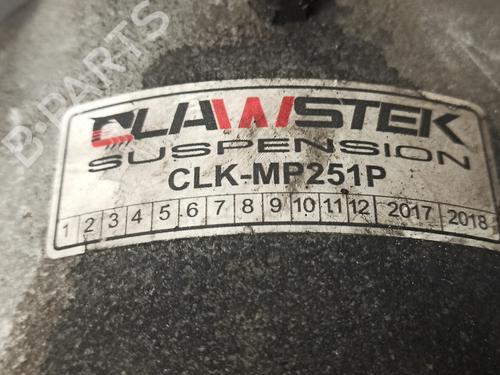 CLAWSTEK
SUSPENSION
CLK-MP251P
1 2 3 4 5 6 7 8 9 10 11 12 2017 2018
B-PARTS